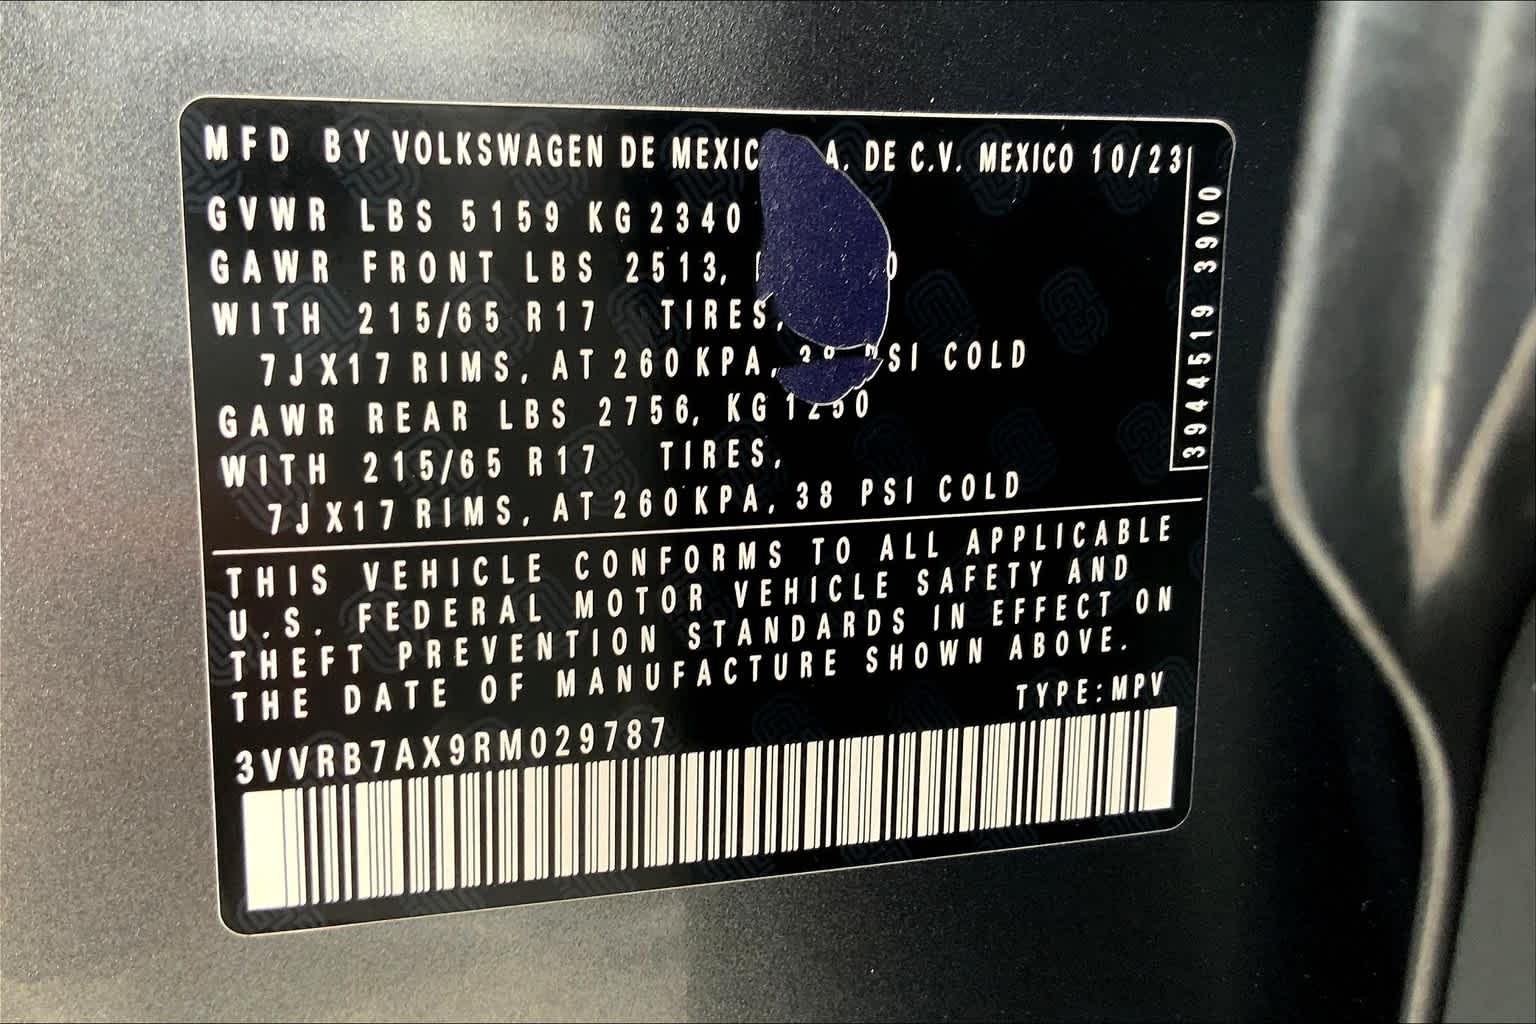 MFD BY VOLKSWAGEN DE MEXIC A. DE C.V. MEXICO 10/23
GVWR LBS 5159 KG 2340
GAWR FRONT LBS 2513,
WITH 215/65 R17 TIRES,
7JX17 RIMS, AT 260 KPA, 38 PSI COLD
GAWR REAR LBS 2756, KG 1250
WITH 215/65 R17 TIRES,
7JX17 RIMS, AT 260 KPA, 38 PSI COLD
394519 3900
THIS VEHICLE CONFORMS TO ALL APPLICABLE
U.S. FEDERAL MOTOR VEHICLE SAFETY AND
THEFT PREVENTION STANDARDS IN EFFECT ON
THE DATE OF MANUFACTURE SHOWN ABOVE.
TYPE:MPV
3VVRB7AX9RM029787